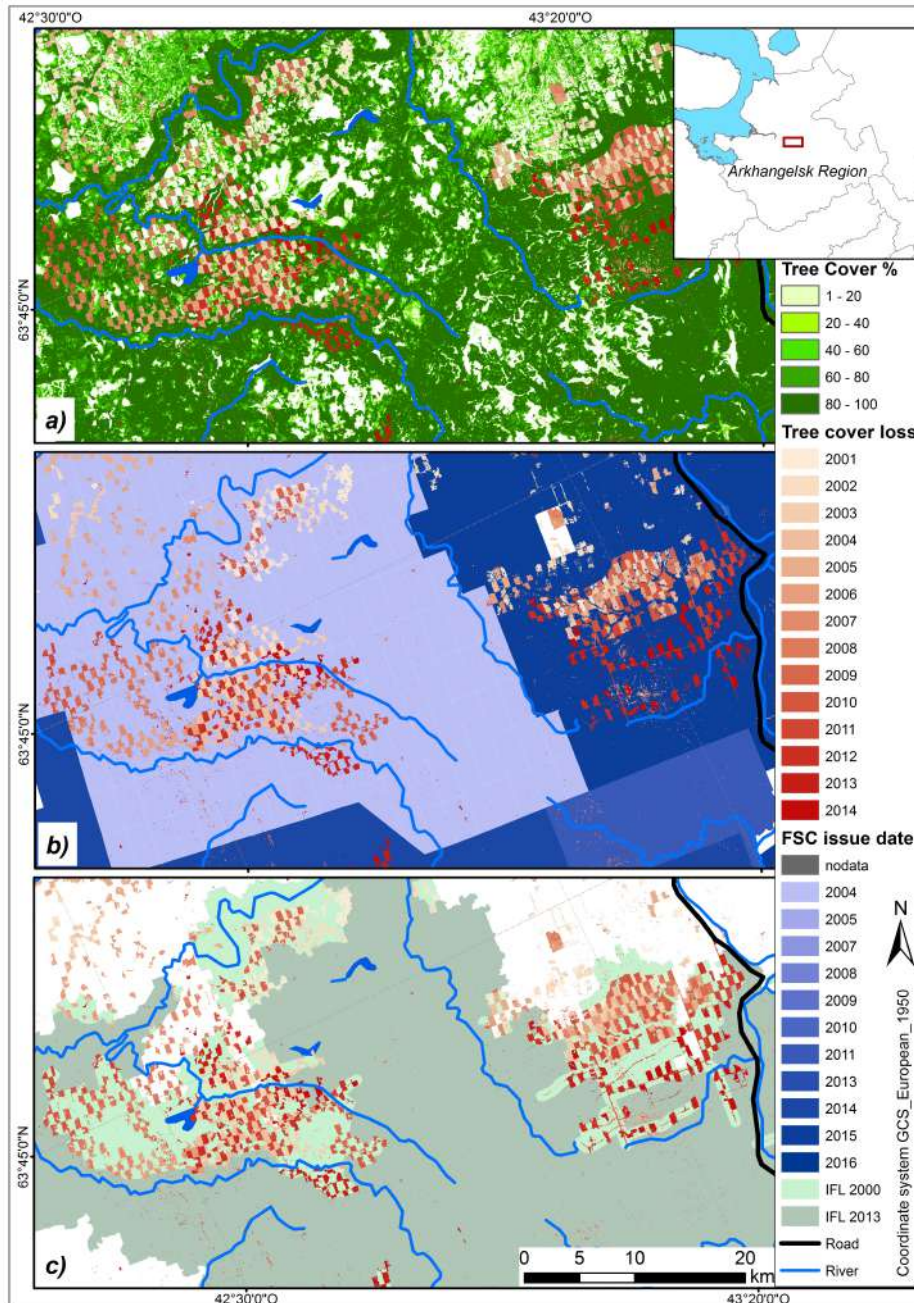 42°30'0"O
43°20'0"O
Arkhangelsk Region
63°45'0"N
a)
Tree Cover %
1 - 20
20 - 40
40 - 60
60 - 80
80 - 100
Tree cover loss
2001
2002
2003
2004
2005
2006
2007
2008
2009
2010
2011
2012
2013
2014
63°45'0"N
b)
FSC issue date
nodata
2004
2005
2007
2008
2009
2010
2011
2013
2014
2015
2016
IFL 2000
IFL 2013
Road
River
N
Coordinate system GCS_European_1950
63°45'0"N
c)
0 5 10 20
km
42°30'0"O
43°20'0"O